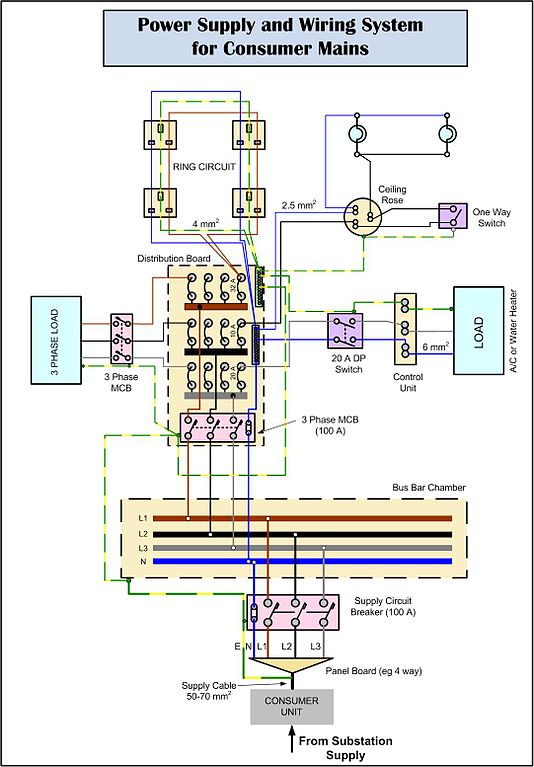 Power Supply and Wiring System
for Consumer Mains
RING CIRCUIT
4 mm²
2.5 mm²
Ceiling
Rose
One Way
Switch
Distribution Board
32 A
10 A
20 A
3 PHASE LOAD
3 Phase
MCB
20 A DP
Switch
Control
Unit
6 mm²
LOAD
A/C or Water Heater
3 Phase MCB
(100 A)
Bus Bar Chamber
L1
L2
L3
N
Supply Circuit
Breaker (100 A)
E N L1 L2 L3
Panel Board (eg 4 way)
Supply Cable
50-70 mm²
CONSUMER
UNIT
From Substation
Supply